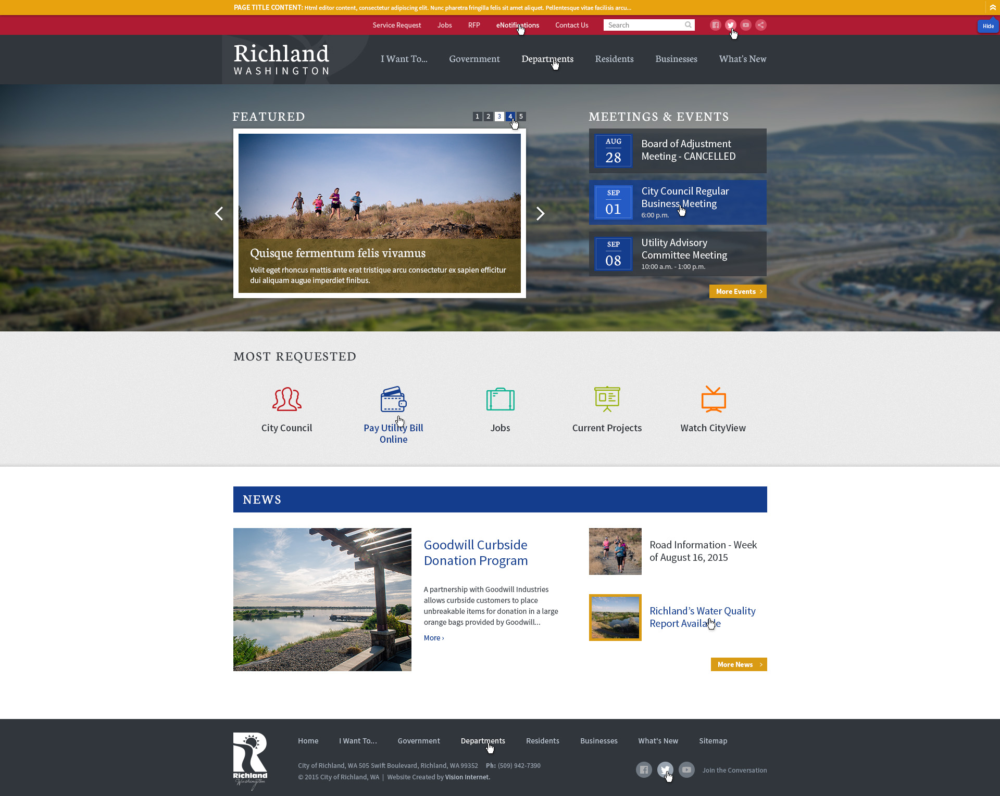 PAGE TITLE CONTENT: Html editor content, consectetur adipiscing elit. Nunc pharetra fringilla felis sit amet aliquet. Pellentesque vitae facilisis arcu...
Service Request Jobs RFP eNotifications Contact Us Search
Hide
Richland
WASHINGTON
I Want To... Government Departments Residents Businesses What's New
FEATURED
1 2 3 4 5
Quisque fermentum felis vivamus
Velit eget rhoncus mattis ante erat tristique arcu consectetur ex sapien efficitur
dui aliquam augue imperdiet finibus.
MEETINGS & EVENTS
AUG
28
Board of Adjustment
Meeting - CANCELLED
SEP
01
City Council Regular
Business Meeting
6:00 p.m.
SEP
08
Utility Advisory
Committee Meeting
10:00 a.m. - 1:00 p.m.
More Events >
MOST REQUESTED
City Council
Pay Utility Bill
Online
Jobs
Current Projects
Watch CityView
NEWS
Goodwill Curbside
Donation Program
A partnership with Goodwill Industries
allows curbside customers to place
unbreakable items for donation in a large
orange bags provided by Goodwill...
More ›
Road Information - Week
of August 16, 2015
Richland’s Water Quality
Report Available
More News >
Richland
Washington
Home I Want To... Government Departments Residents Businesses What's New Sitemap
City of Richland, WA 505 Swift Boulevard, Richland, WA 99352 Ph: (509) 942-7390
© 2015 City of Richland, WA | Website Created by Vision Internet.
Join the Conversation